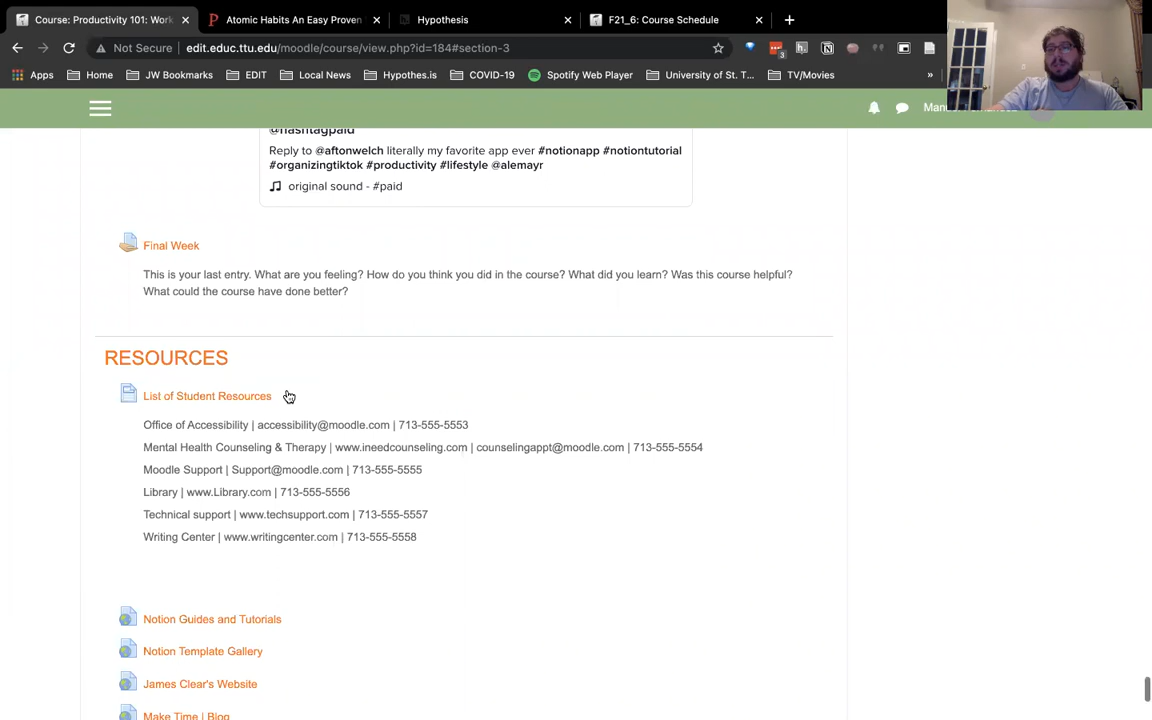 Course: Productivity 101: Work
Atomic Habits An Easy Proven
Hypothesis
F21_6: Course Schedule
Not Secure | edit.educ.ttu.edu/moodle/course/view.php?id=184#section-3
3
Apps
Home
JW Bookmarks
EDIT
Local News
Hypothes.is
COVID-19
Spotify Web Player
University of St. T...
TV/Movies
»
@hashtagpaid
Reply to @aftonwelch literally my favorite app ever #notionapp #notiontutorial
#organizingtiktok #productivity #lifestyle @alemayr
original sound - #paid
Final Week
This is your last entry. What are you feeling? How do you think you did in the course? What did you learn? Was this course helpful?
What could the course have done better?
RESOURCES
List of Student Resources
Office of Accessibility | accessibility@moodle.com | 713-555-5553
Mental Health Counseling & Therapy | www.ineedcounseling.com | counselingappt@moodle.com | 713-555-5554
Moodle Support | Support@moodle.com | 713-555-5555
Library | www.Library.com | 713-555-5556
Technical support | www.techsupport.com | 713-555-5557
Writing Center | www.writingcenter.com | 713-555-5558
Notion Guides and Tutorials
Notion Template Gallery
James Clear's Website
Make Time | Blog